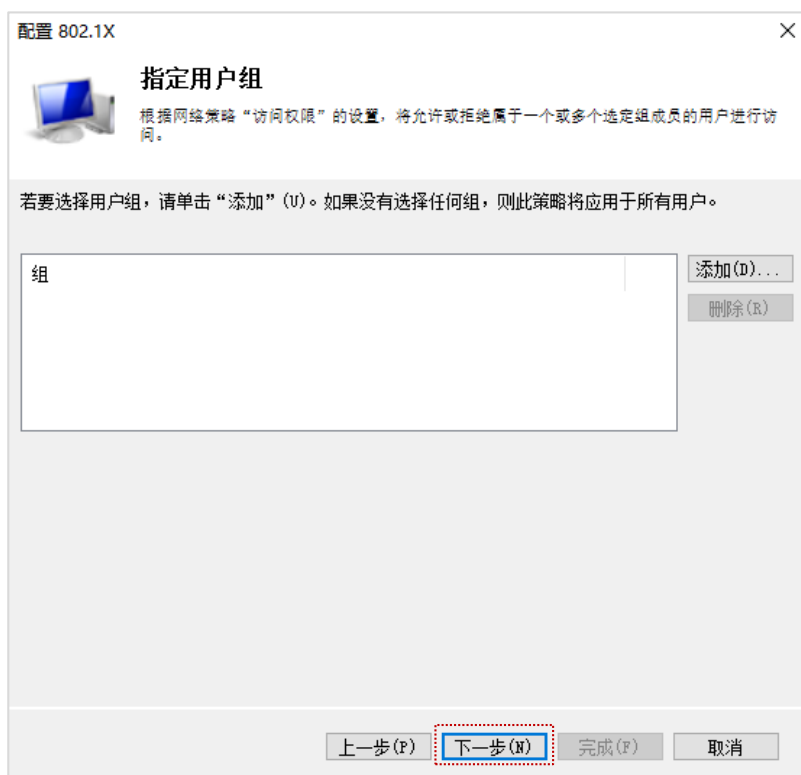 配置 802.1X
指定用户组
根据网络策略“访问权限”的设置，将允许或拒绝属于一个或多个选定组成员的用户进行访
问。
若要选择用户组，请单击“添加”(U)。如果没有选择任何组，则此策略将应用于所有用户。
组
添加(D)...
删除(R)
上一步(P) 下一步(N) 完成(F) 取消